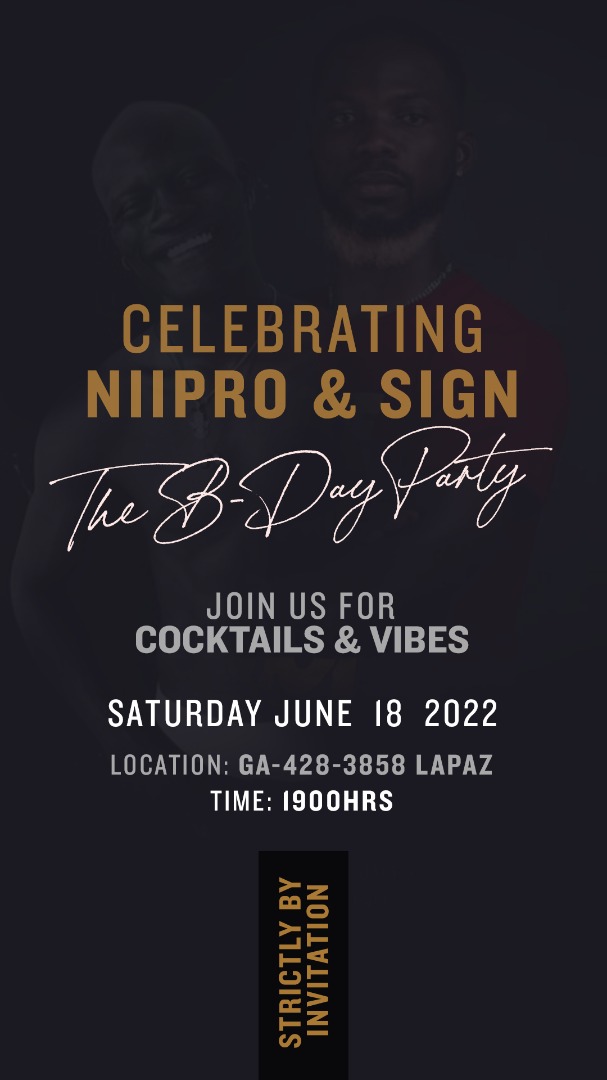 CELEBRATING
NIIPRO & SIGN
The B-Day Party
JOIN US FOR
COCKTAILS & VIBES
SATURDAY JUNE 18 2022
LOCATION: GA-428-3858 LAPAZ
TIME: 1900HRS
STRICTLY BY
INVITATION